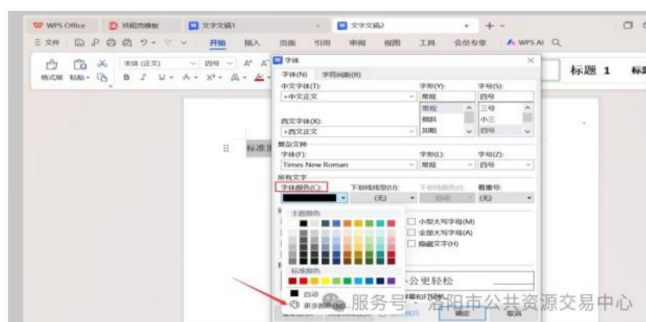 WPS Office 找稻壳模板 文字文稿1 文字文稿2
三 文件 开始 插入 页面 引用 审阅 视图 工具 会员专享 WPS AI
格式刷 粘贴 宋体 (正文) 四号 标题 1 标题
字体
字体(N) 字符间距(R)
中文字体(T): 字形(Y): 字号(S):
+中文正文 常规 四号
常规 三号
西文字体(X): 倾斜 小三
+西文正文 加粗 四号
复杂文种
字体(F): 字形(L): 字号(Z):
Times New Roman 常规 四号
所有文字
字体颜色(C): 下划线线型(U): 下划线颜色(I): 着重号:
(无) 自动 (无)
主题颜色
小型大写字母(M)
全部大写字母(A)
隐藏文字(H)
标准颜色
自动
更多颜色(M)...
公更轻松
确定 取消
服务号 · 洛阳市公共资源交易中心